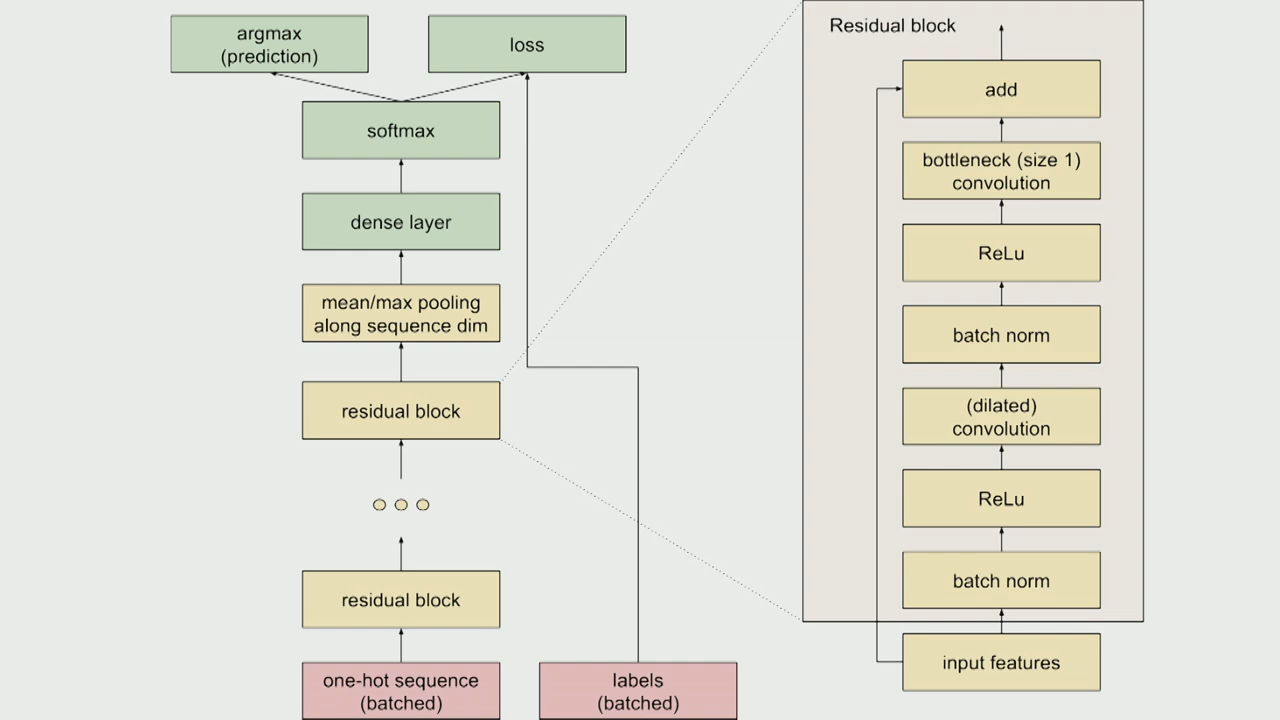 argmax
(prediction)
loss
softmax
dense layer
mean/max pooling
along sequence dim
residual block
residual block
one-hot sequence
(batched)
labels
(batched)
Residual block
add
bottleneck (size 1)
convolution
ReLu
batch norm
(dilated)
convolution
ReLu
batch norm
input features